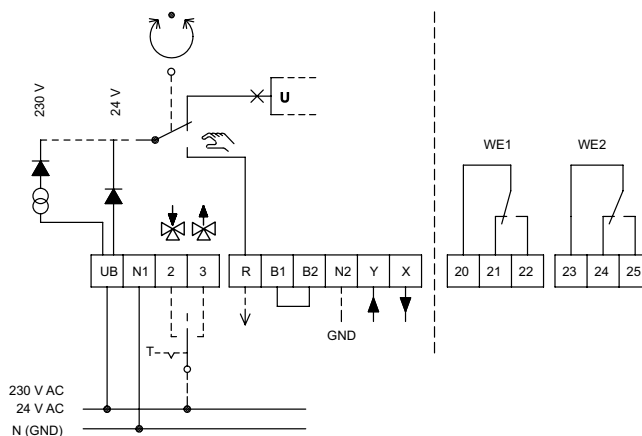 230 V
24 V
U
WE1
WE2
UB N1 2 3
R B1 B2 N2 Y X
20 21 22
23 24 25
GND
T
230 V AC
24 V AC
N (GND)